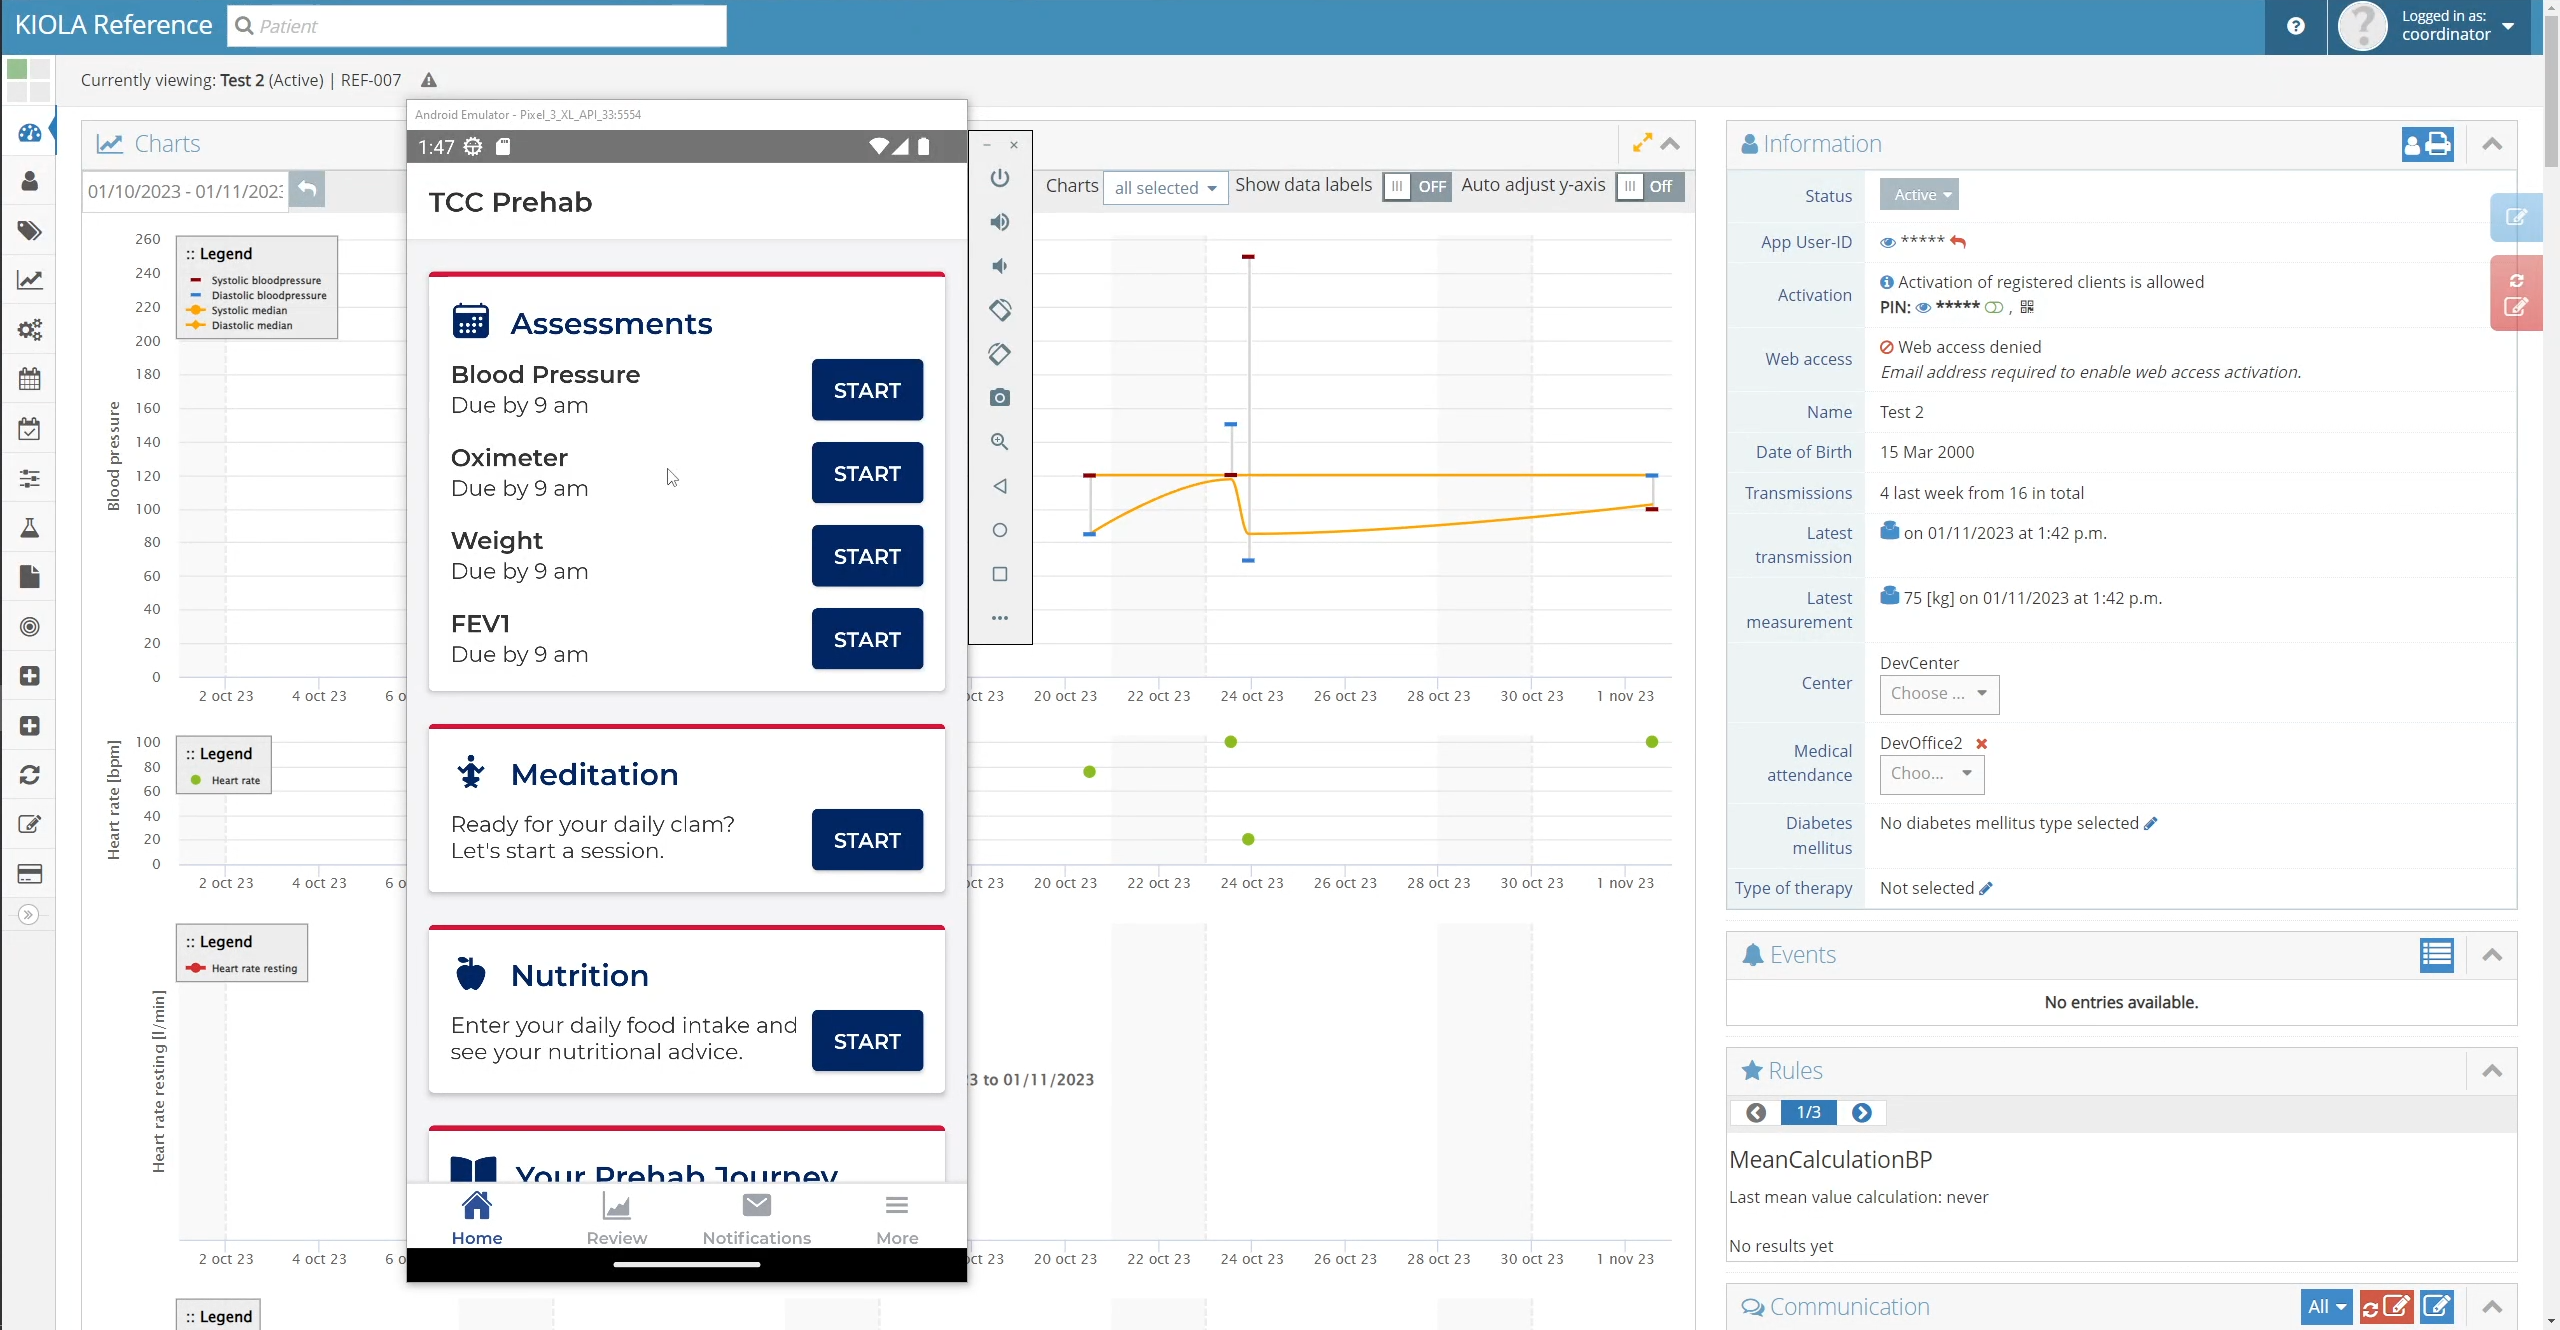 KIOLA Reference
Patient
Logged in as:
coordinator
Currently viewing: Test 2 (Active) | REF-007
Charts
01/10/2023 - 01/11/202
Charts all selected Show data labels OFF Auto adjust y-axis Off
Blood pressure
260
240
220
200
180
160
140
120
100
80
60
40
20
0
:: Legend
Systolic bloodpressure
Diastolic bloodpressure
Systolic median
Diastolic median
2 oct 23 4 oct 23 6 o ct 23 20 oct 23 22 oct 23 24 oct 23 26 oct 23 28 oct 23 30 oct 23 1 nov 23
Heart rate [bpm]
100
80
60
40
20
0
:: Legend
Heart rate
2 oct 23 4 oct 23 6 o ct 23 20 oct 23 22 oct 23 24 oct 23 26 oct 23 28 oct 23 30 oct 23 1 nov 23
:: Legend
Heart rate resting
Heart rate resting [l/min]
3 to 01/11/2023
2 oct 23 4 oct 23 6 o ct 23 20 oct 23 22 oct 23 24 oct 23 26 oct 23 28 oct 23 30 oct 23 1 nov 23
:: Legend
Android Emulator - Pixel_3_XL_API_33:5554
1:47
TCC Prehab
Assessments
Blood Pressure
Due by 9 am
START
Oximeter
Due by 9 am
START
Weight
Due by 9 am
START
FEV1
Due by 9 am
START
Meditation
Ready for your daily clam?
Let's start a session.
START
Nutrition
Enter your daily food intake and
see your nutritional advice.
START
Your Prehab Journey
Home Review Notifications More
Information
Status Active
App User-ID *****
Activation Activation of registered clients is allowed
PIN: ***** ,
Web access Web access denied
Email address required to enable web access activation.
Name Test 2
Date of Birth 15 Mar 2000
Transmissions 4 last week from 16 in total
Latest
transmission
on 01/11/2023 at 1:42 p.m.
Latest
measurement
75 [kg] on 01/11/2023 at 1:42 p.m.
Center
DevCenter
Choose ...
Medical
attendance
DevOffice2
Choo...
Diabetes
mellitus
No diabetes mellitus type selected
Type of therapy Not selected
Events
No entries available.
Rules
1/3
MeanCalculationBP
Last mean value calculation: never
No results yet
Communication
All